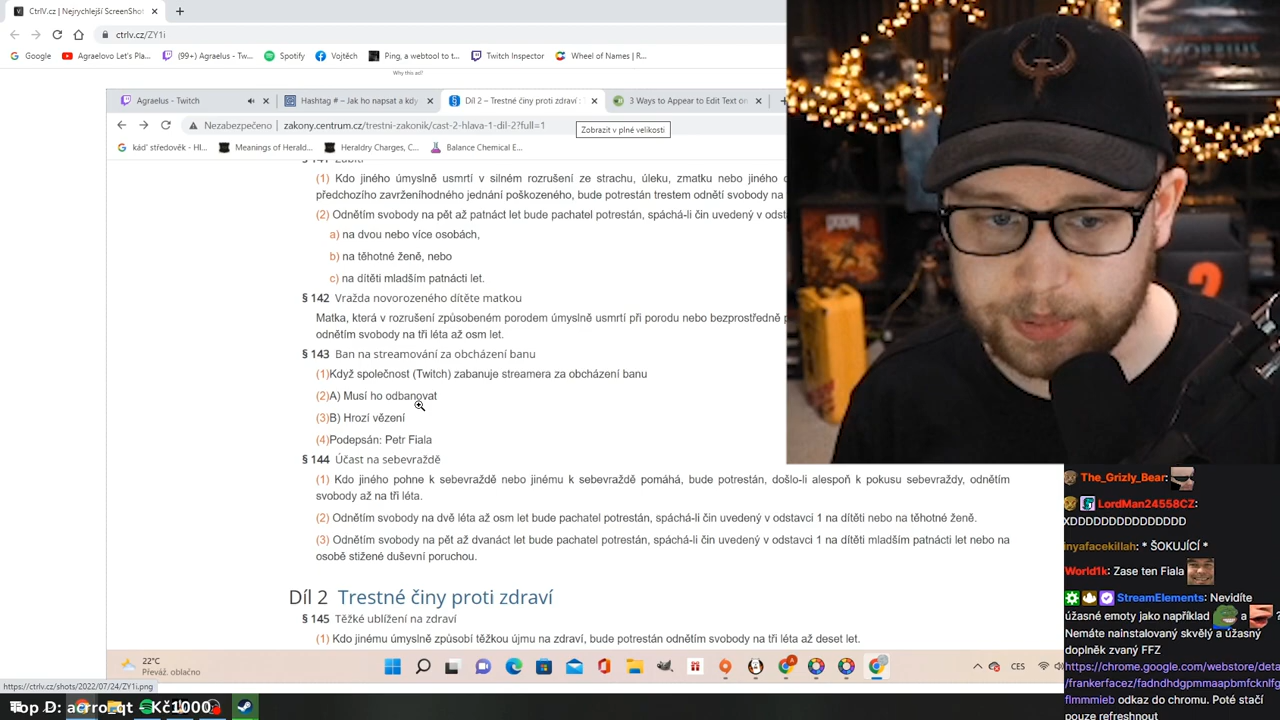 CtrlV.cz | Nejrychlejší ScreenShot
ctrlv.cz/ZY1i
Google
Agraelovo Let's Pla...
(99+) Agraelus - Tw...
Spotify
Vojtěch
Ping, a webtool to t...
Twitch Inspector
Wheel of Names | R...
Why this ad?
Agraelus - Twitch
Hashtag # – Jak ho napsat a kdy
Díl 2 – Trestné činy proti zdraví :
3 Ways to Appear to Edit Text on
Nezabezpečeno
zakony.centrum.cz/trestni-zakonik/cast-2-hlava-1-dil-2?full=1
Zobrazit v plné velikosti
kád' středověk - Hl...
Meanings of Herald...
Heraldry Charges, C...
Balance Chemical E...
§ 141 Zabití
(1) Kdo jiného úmyslně usmrtí v silném rozrušení ze strachu, úleku, zmatku nebo jiného
předchozího zavrženíhodného jednání poškozeného, bude potrestán trestem odnětí svobody na
(2) Odnětím svobody na pět až patnáct let bude pachatel potrestán, spáchá-li čin uvedený v odst
a) na dvou nebo více osobách,
b) na těhotné ženě, nebo
c) na dítěti mladším patnácti let.
§ 142 Vražda novorozeného dítěte matkou
Matka, která v rozrušení způsobeném porodem úmyslně usmrtí při porodu nebo bezprostředně p
odnětím svobody na tři léta až osm let.
§ 143 Ban na streamování za obcházení banu
(1)Když společnost (Twitch) zabanuje streamera za obcházení banu
(2)A) Musí ho odbanovat
(3)B) Hrozí vězení
(4)Podepsán: Petr Fiala
§ 144 Účast na sebevraždě
(1) Kdo jiného pohne k sebevraždě nebo jinému k sebevraždě pomáhá, bude potrestán, došlo-li alespoň k pokusu sebevraždy, odnětím
svobody až na tři léta.
(2) Odnětím svobody na dvě léta až osm let bude pachatel potrestán, spáchá-li čin uvedený v odstavci 1 na dítěti nebo na těhotné ženě.
(3) Odnětím svobody na pět až dvanáct let bude pachatel potrestán, spáchá-li čin uvedený v odstavci 1 na dítěti mladším patnácti let nebo na
osobě stižené duševní poruchou.
Díl 2 Trestné činy proti zdraví
§ 145 Těžké ublížení na zdraví
(1) Kdo jinému úmyslně způsobí těžkou újmu na zdraví, bude potrestán odnětím svobody na tři léta až deset let.
22°C
Převáž. oblačno
CES
https://ctrlv.cz/shots/2022/07/24/ZY1i.png
Top D: acro_qt - Kč1000
The_Grizly_Bear:
LordMan24558CZ:
XDDDDDDDDDDDDDDD
inyafacekillah: * ŠOKUJÍCÍ *
World1k: Zase ten Fiala
StreamElements: Nevidíte
úžasné emoty jako například a ?
Nemáte nainstalovaný skvělý a úžasný
doplněk zvaný FFZ
https://chrome.google.com/webstore/deta
/frankerfacez/fadndhdgpmmaapbmfcknlfg
flmmmieb odkaz do chromu. Poté stačí
pouze refreshnout